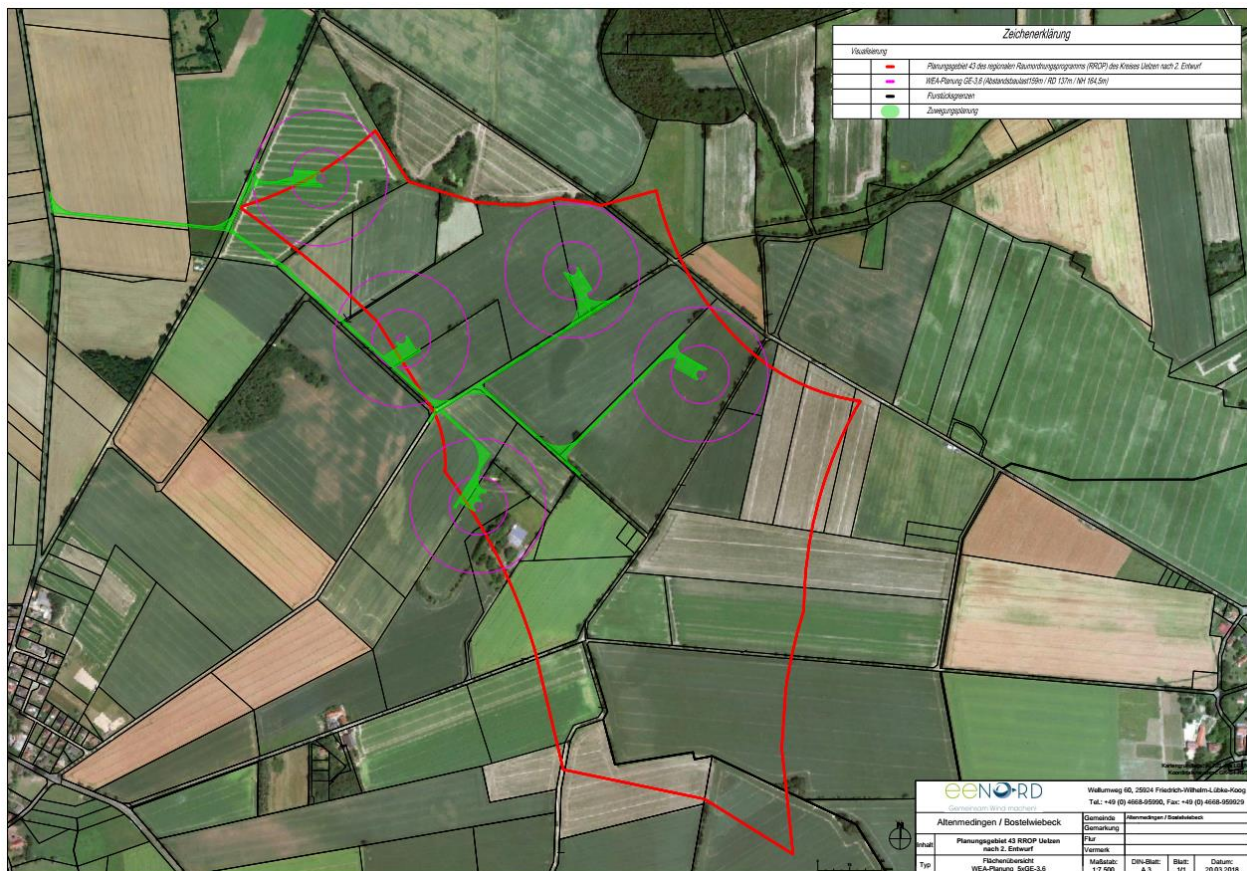 Zeichenerklärung
Visualisierung
Planungsgebiet 43 des regionalen Raumordnungsprogramms (RROP) des Kreises Uelzen nach 2. Entwurf
WEA-Planung GE-3,6 (Abstandsbaulast159m / RD 137m / NH 164,5m)
Flurstücksgrenzen
Zuwegungsplanung
eeNORD
Gemeinsam Wind machen!
Wellumweg 60, 25924 Friedrich-Wilhelm-Lübke-Koog
Tel.: +49 (0) 4668-95990, Fax: +49 (0) 4668-959929
Altenmedingen / Bostelwiebeck
Gemeinde Altenmedingen / Bostelwiebeck
Gemarkung
Inhalt
Planungsgebiet 43 RROP Uelzen
nach 2. Entwurf
Flur
Vermerk
Typ
Flächenübersicht
WEA-Planung 5xGE-3,6
Maßstab: DIN-Blatt: Blatt: Datum:
1:7.500 A 3 1/1 20.03.2018